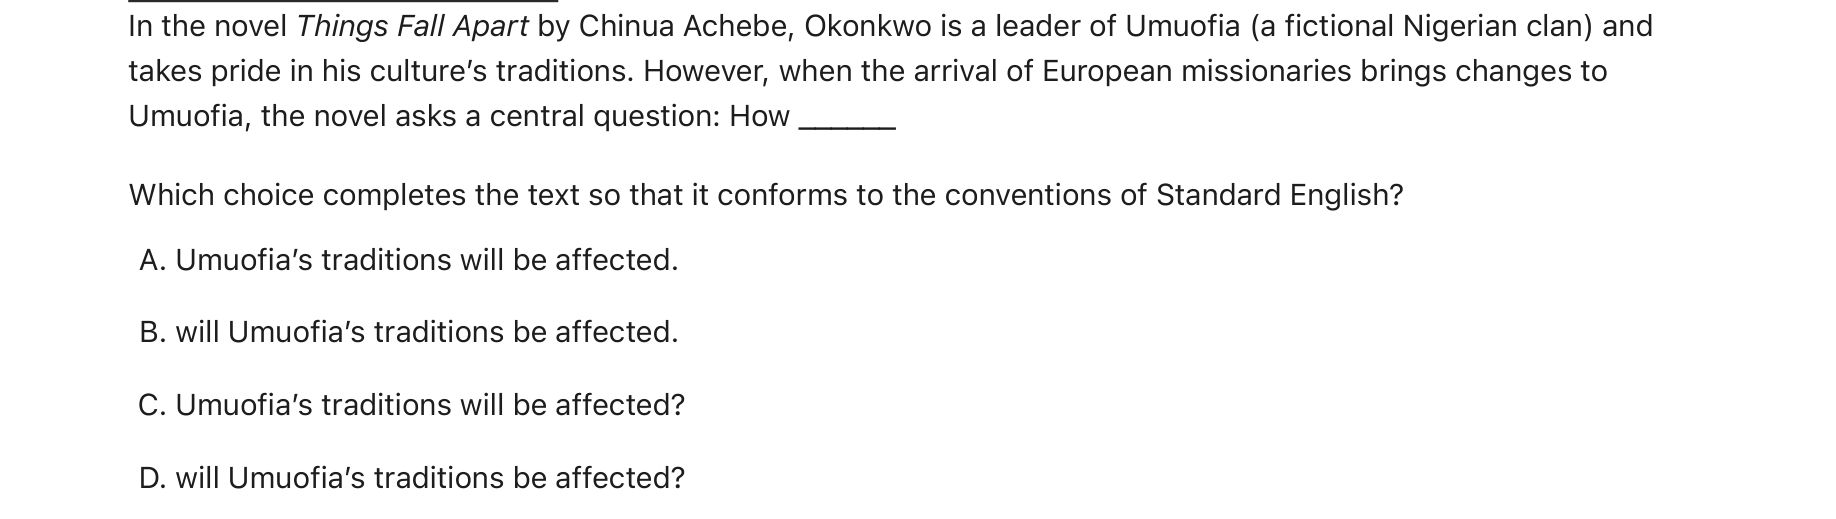 In the novel Things Fall Apart by Chinua Achebe, Okonkwo is a leader of Umuofia (a fictional Nigerian clan) and
takes pride in his culture’s traditions. However, when the arrival of European missionaries brings changes to
Umuofia, the novel asks a central question: How ______
Which choice completes the text so that it conforms to the conventions of Standard English?
A. Umuofia’s traditions will be affected.
B. will Umuofia’s traditions be affected.
C. Umuofia’s traditions will be affected?
D. will Umuofia’s traditions be affected?